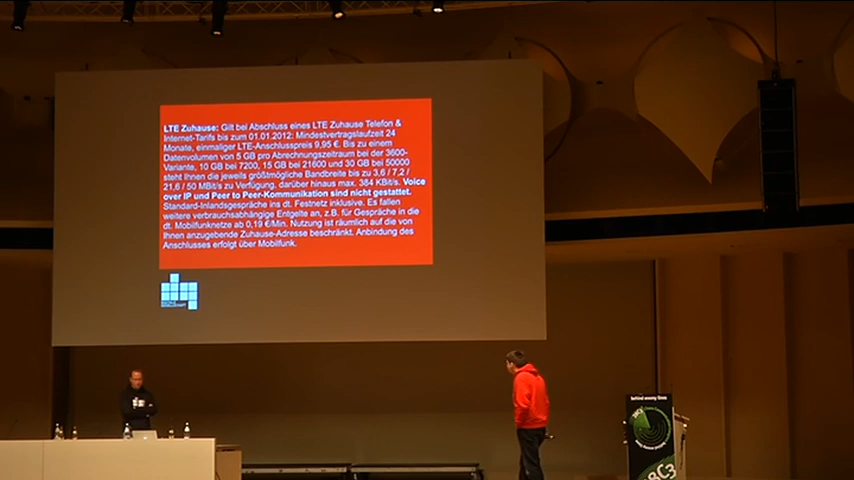 LTE Zuhause: Gilt bei Abschluss eines LTE Zuhause Telefon &
Internet-Tarifs bis zum 01.01.2012: Mindestvertragslaufzeit 24
Monate, einmaliger LTE-Anschlusspreis 9,95 €. Bis zu einem
Datenvolumen von 5 GB pro Abrechnungszeitraum bei der 3600-
Variante, 10 GB bei 7200, 15 GB bei 21600 und 30 GB bei 50000
steht Ihnen die jeweils größtmögliche Bandbreite bis zu 3,6 / 7,2 /
21,6 / 50 MBit/s zu Verfügung, darüber hinaus max. 384 KBit/s. Voice
over IP und Peer to Peer-Kommunikation sind nicht gestattet.
Standard-Inlandsgespräche ins dt. Festnetz inklusive. Es fallen
weitere verbrauchsabhängige Entgelte an, z.B. für Gespräche in die
dt. Mobilfunknetze ab 0,19 €/Min. Nutzung ist räumlich auf die von
Ihnen anzugebende Zuhause-Adresse beschränkt. Anbindung des
Anschlusses erfolgt über Mobilfunk.
behind enemy lines